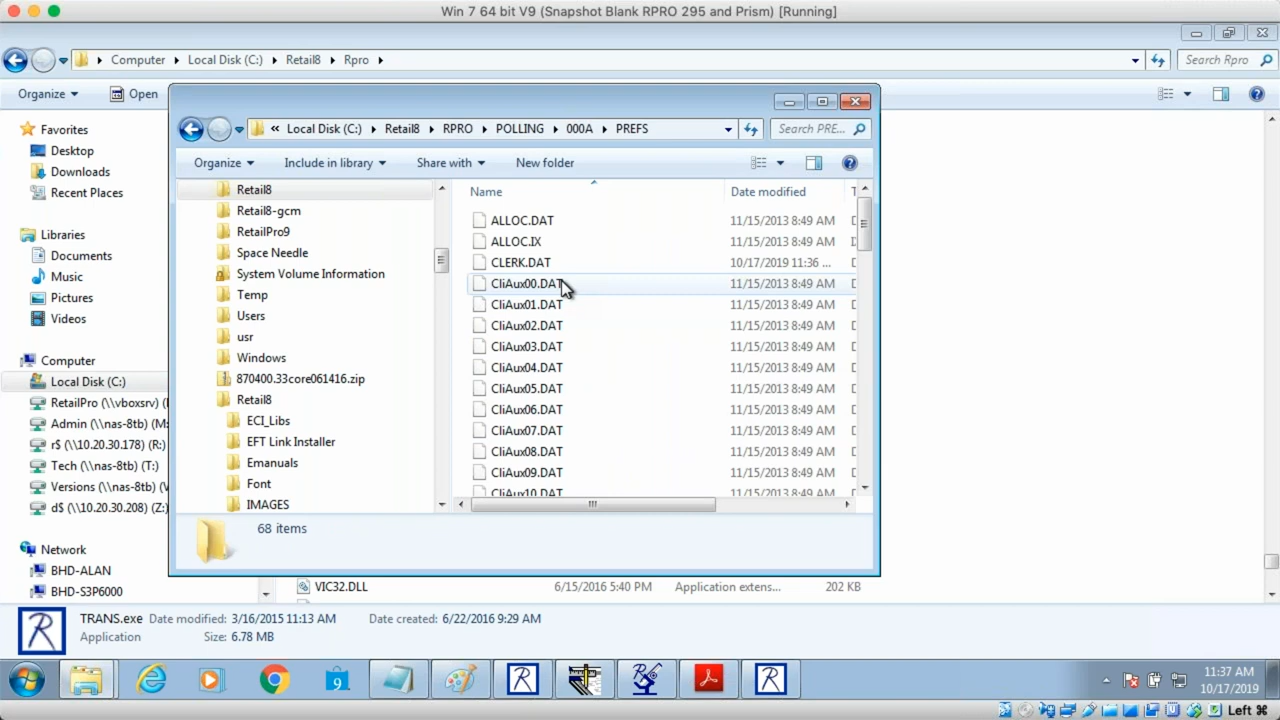 Win 7 64 bit V9 (Snapshot Blank RPRO 295 and Prism) [Running]
Computer Local Disk (C:) Retail8 Rpro
Search Rpro
Organize Open
Favorites
Desktop
Downloads
Recent Places
Libraries
Documents
Music
Pictures
Videos
Computer
Local Disk (C:)
RetailPro (\\vboxsrv) (
Admin (\\nas-8tb) (M:
r$ (\\10.20.30.178) (R:)
Tech (\\nas-8tb) (T:)
Versions (\\nas-8tb) (
d$ (\\10.20.30.208) (Z:)
Network
BHD-ALAN
BHD-S3P6000
« Local Disk (C:) Retail8 RPRO POLLING 000A PREFS
Search PRE...
Organize Include in library Share with New folder
Retail8
Retail8-gcm
RetailPro9
Space Needle
System Volume Information
Temp
Users
usr
Windows
870400.33core061416.zip
Retail8
ECI_Libs
EFT Link Installer
Emanuals
Font
IMAGES
Name Date modified T
ALLOC.DAT 11/15/2013 8:49 AM D
ALLOC.IX 11/15/2013 8:49 AM I
CLERK.DAT 10/17/2019 11:36 ... D
CliAux00.DAT 11/15/2013 8:49 AM D
CliAux01.DAT 11/15/2013 8:49 AM D
CliAux02.DAT 11/15/2013 8:49 AM D
CliAux03.DAT 11/15/2013 8:49 AM D
CliAux04.DAT 11/15/2013 8:49 AM D
CliAux05.DAT 11/15/2013 8:49 AM D
CliAux06.DAT 11/15/2013 8:49 AM D
CliAux07.DAT 11/15/2013 8:49 AM D
CliAux08.DAT 11/15/2013 8:49 AM D
CliAux09.DAT 11/15/2013 8:49 AM D
CliAux10.DAT 11/15/2013 8:49 AM D
68 items
VIC32.DLL 6/15/2016 5:40 PM Application extens... 202 KB
TRANS.exe Date modified: 3/16/2015 11:13 AM Date created: 6/22/2016 9:29 AM
Application Size: 6.78 MB
11:37 AM
10/17/2019
Left ⌘